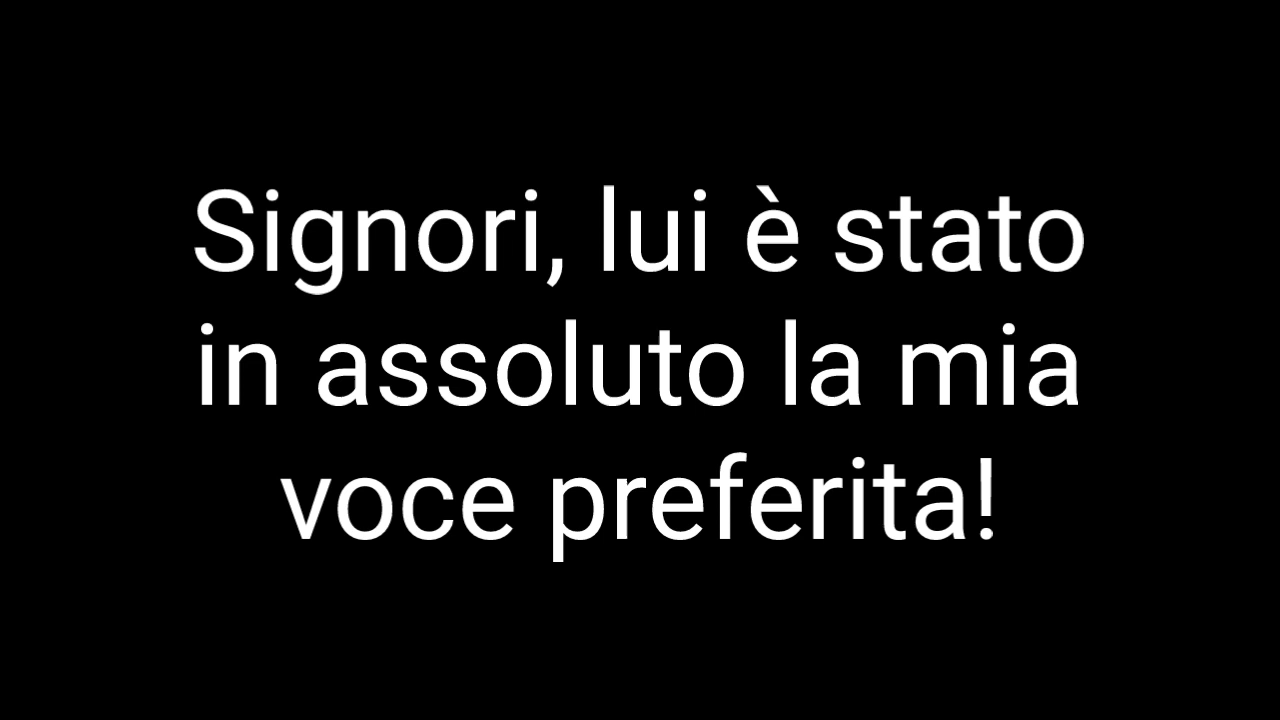 Signori, lui è stato
in assoluto la mia
voce preferita!